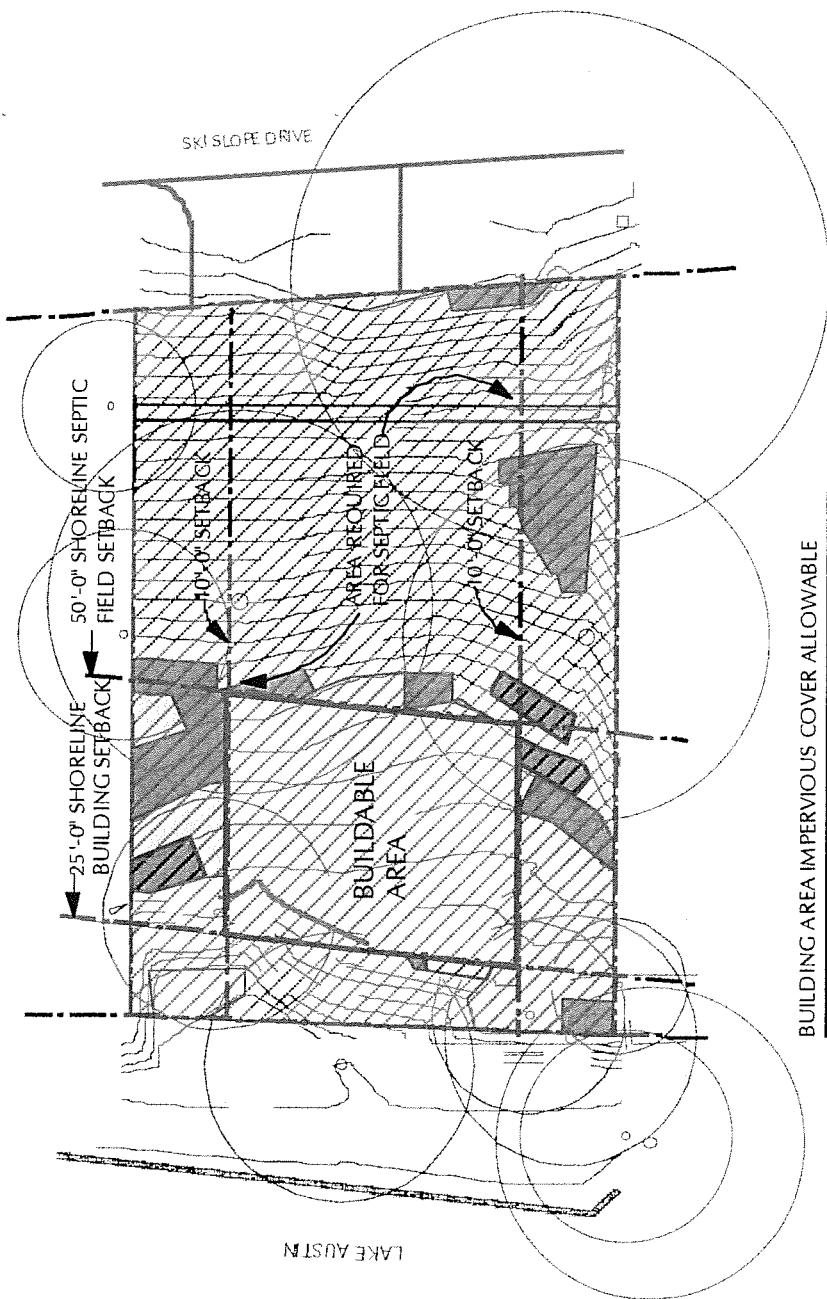 SKI SLOPE DRIVE
50'-0" SHORELINE SEPTIC
FIELD SETBACK
25'-0" SHORELINE
BUILDING SETBACK
10'-0" SETBACK
AREA REQUIRED
FOR SEPTIC FIELD
10'-0" SETBACK
BUILDABLE
AREA
LAKE AUSTIN
BUILDING AREA IMPERVIOUS COVER ALLOWABLE